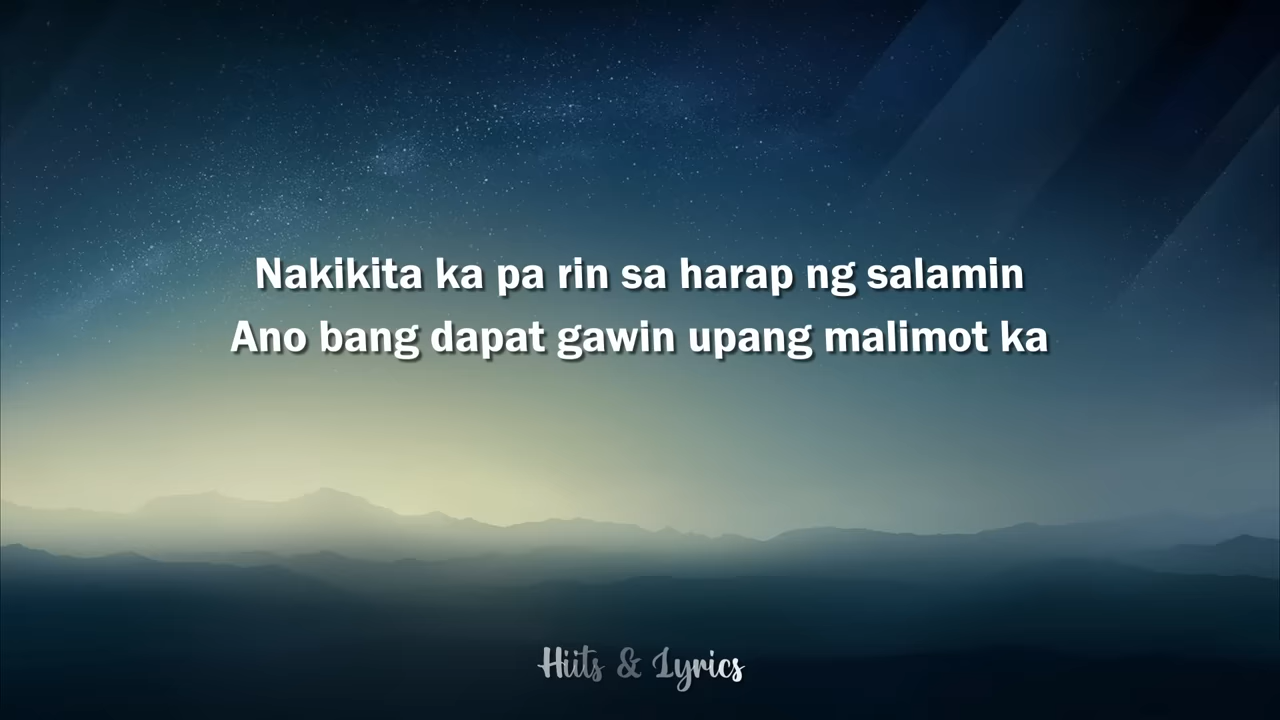 Nakikita ka pa rin sa harap ng salamin
Ano bang dapat gawin upang malimot ka
Hiits & Lyrics